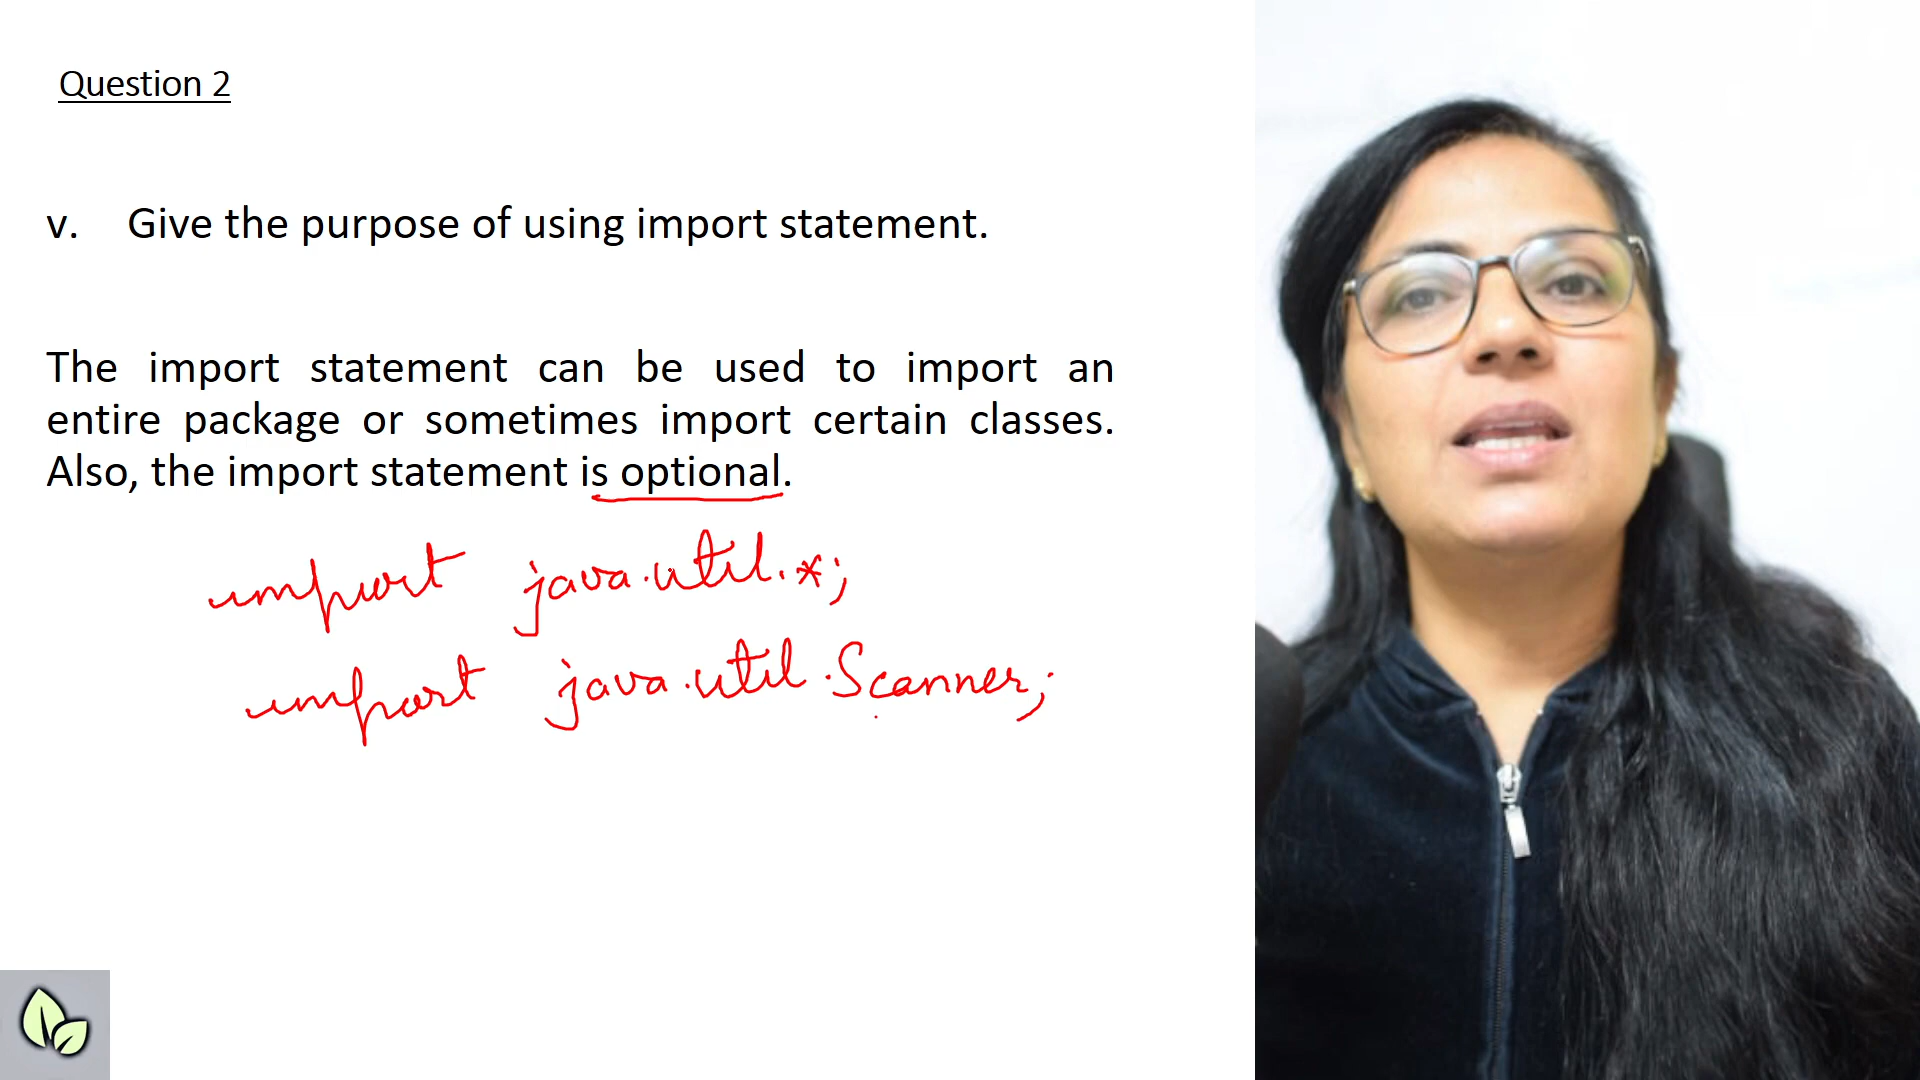 Question 2
v. Give the purpose of using import statement.
The import statement can be used to import an
entire package or sometimes import certain classes.
Also, the import statement is optional.
import java.util.*;
import java.util.Scanner;